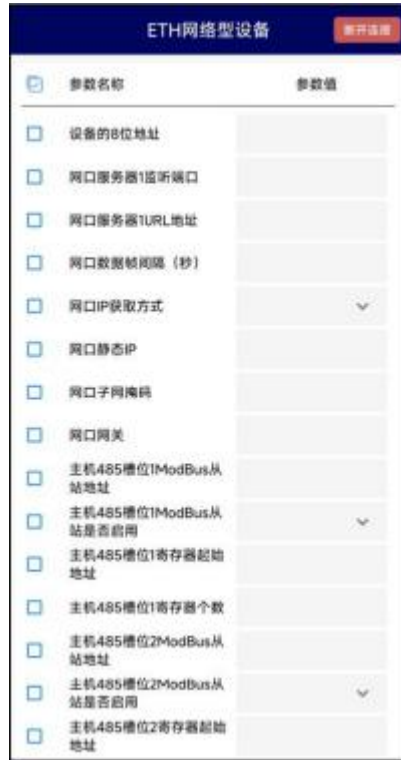 ETH网络型设备
断开连接
参数名称
参数值
设备的8位地址
网口服务器1监听端口
网口服务器1URL地址
网口数据帧间隔（秒）
网口IP获取方式
网口静态IP
网口子网掩码
网口网关
主机485槽位1ModBus从
站地址
主机485槽位1ModBus从
站是否启用
主机485槽位1寄存器起始
地址
主机485槽位1寄存器个数
主机485槽位2ModBus从
站地址
主机485槽位2ModBus从
站是否启用
主机485槽位2寄存器起始
地址